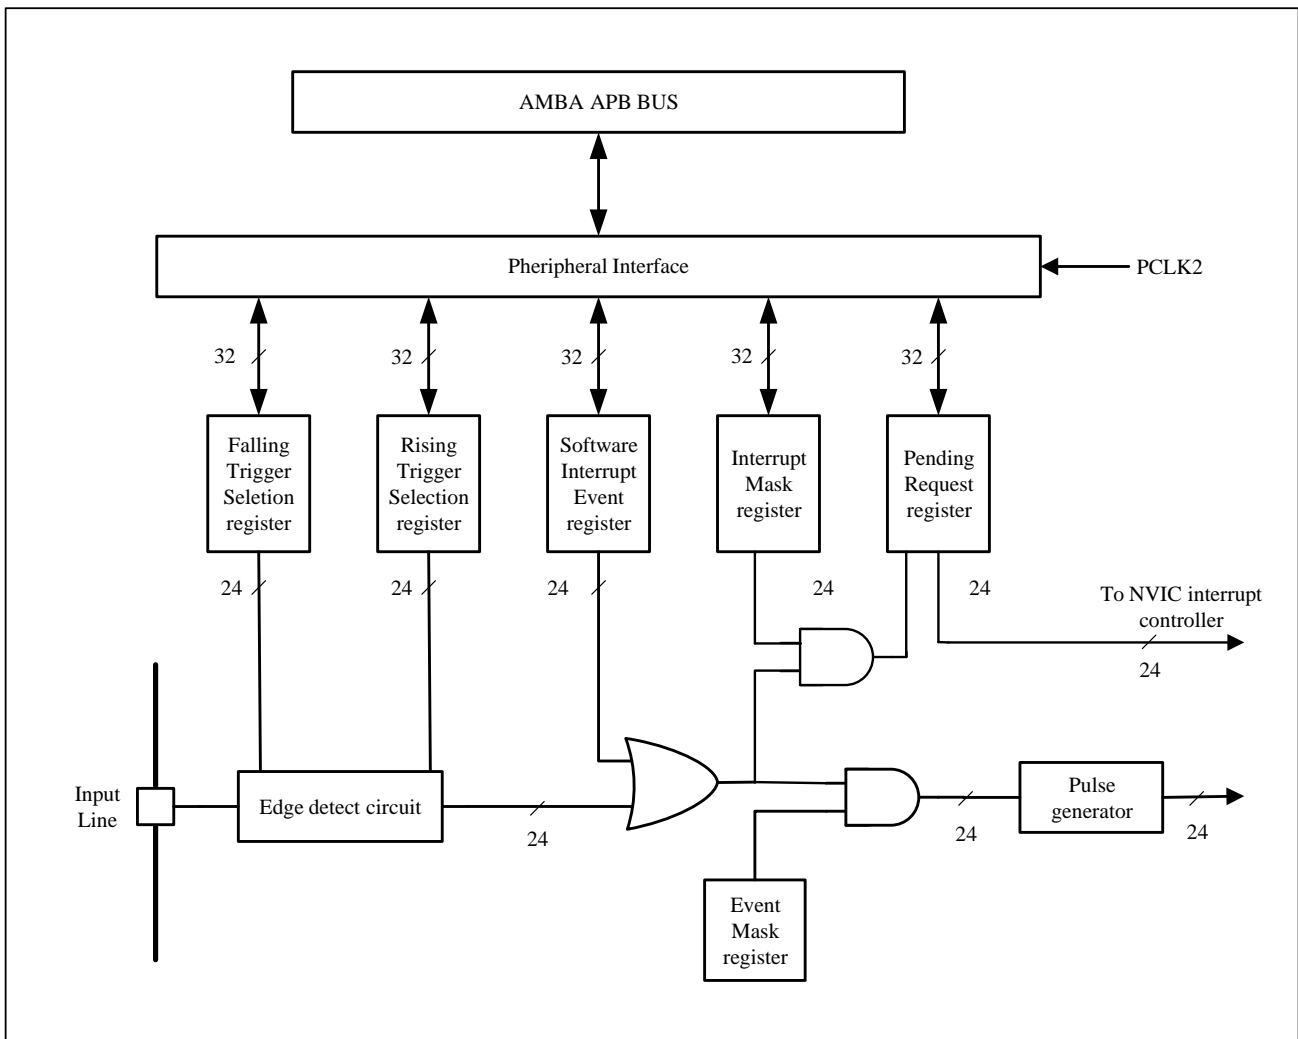 AMBA APB BUS
Pheripheral Interface
PCLK2
32
32
32
32
32
Falling
Trigger
Seletion
register
Rising
Trigger
Selection
register
Software
Interrupt
Event
register
Interrupt
Mask
register
Pending
Request
register
24
24
24
24
24
To NVIC interrupt
controller
24
Input
Line
Edge detect circuit
24
24
Pulse
generator
24
Event
Mask
register